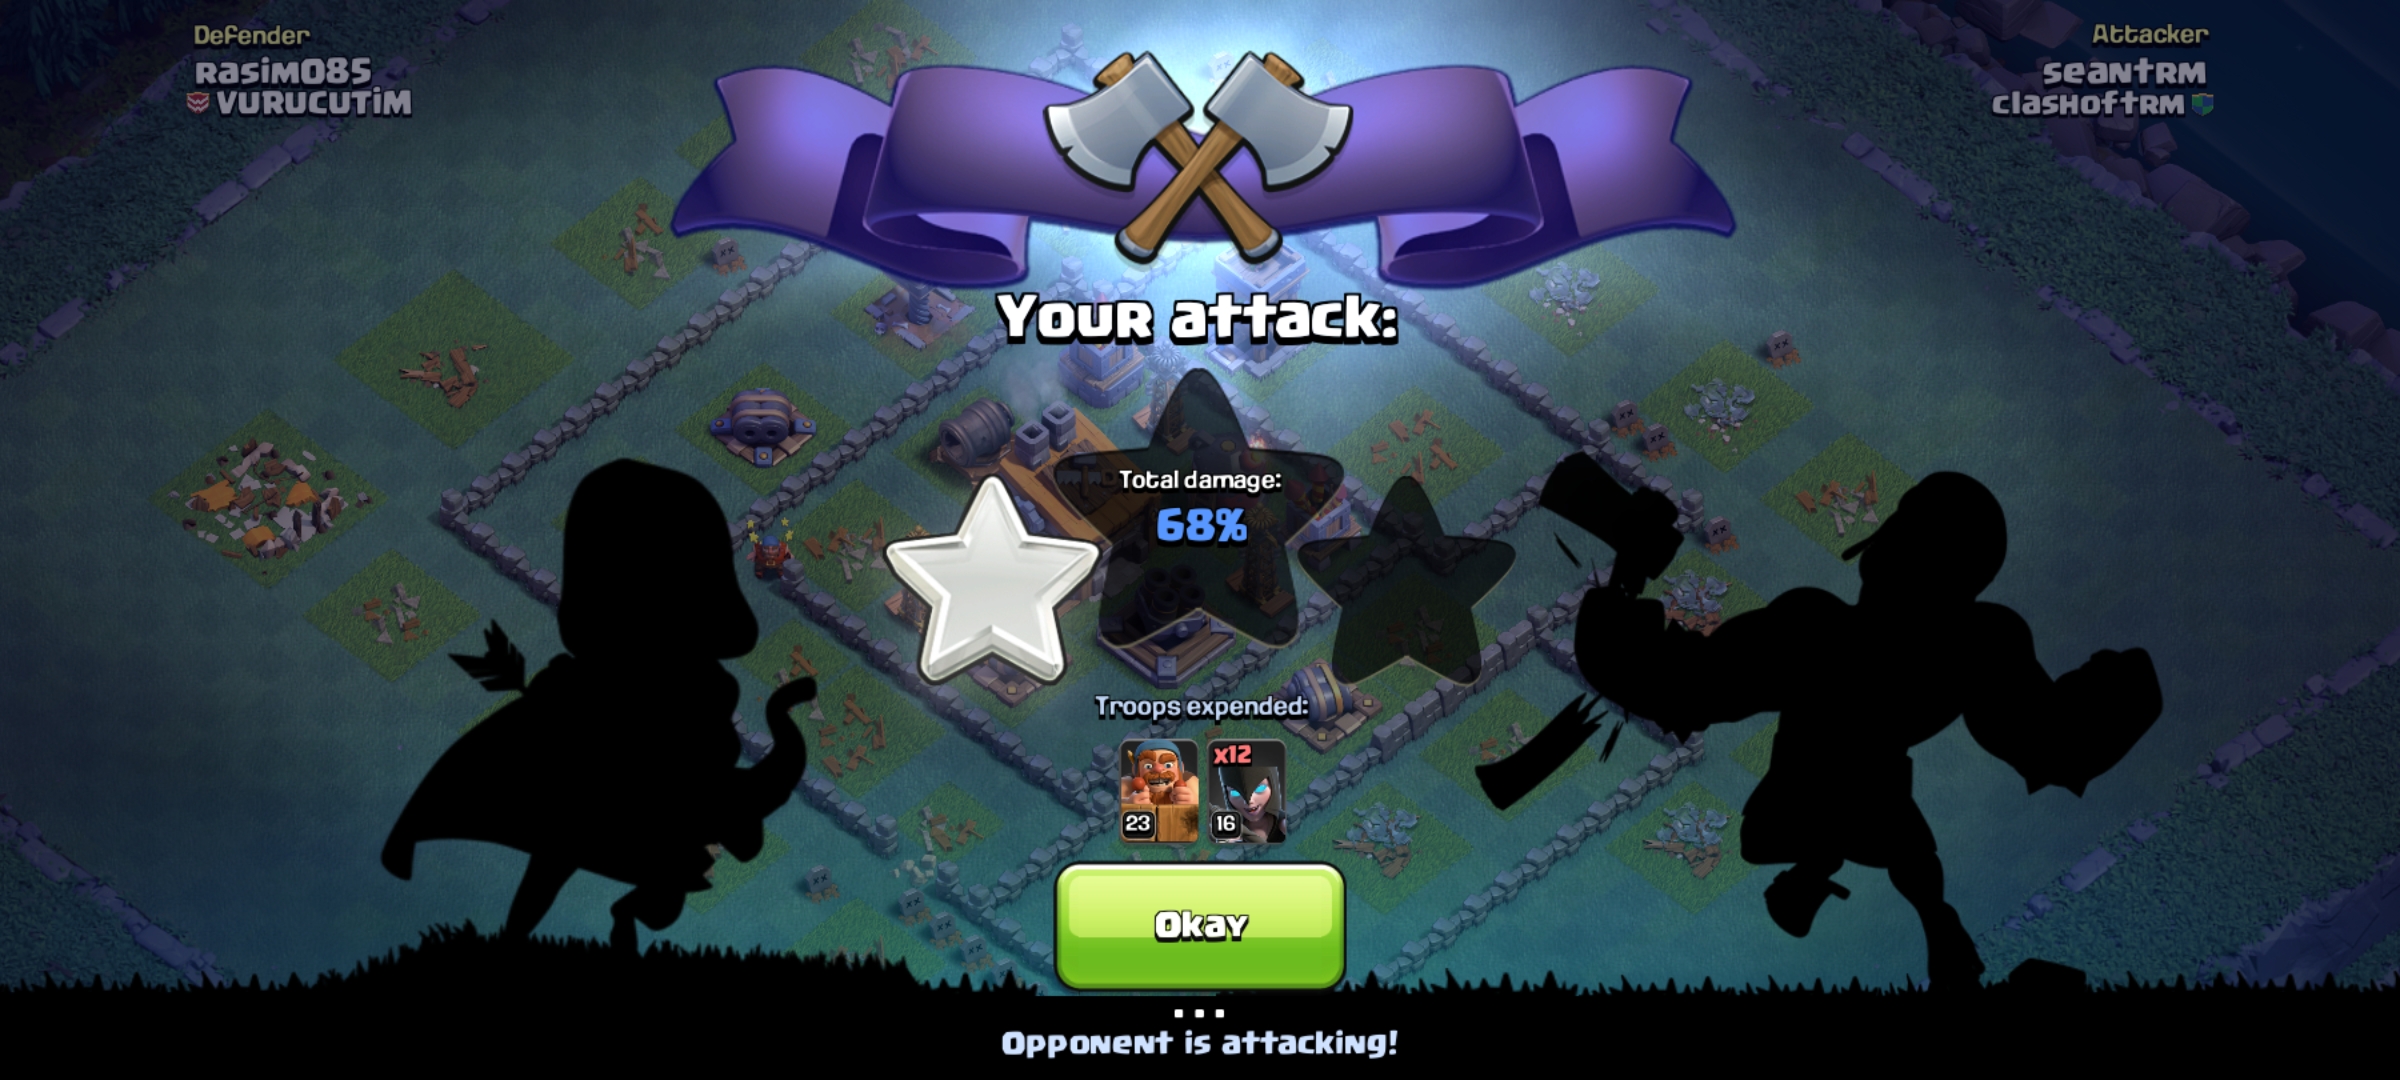 Defender
Rasim085
VURUCUTiM
Attacker
seantrm
clashoftrm
Your attack:
Total damage:
68%
Troops expended:
x12
23
16
Okay
Opponent is attacking!